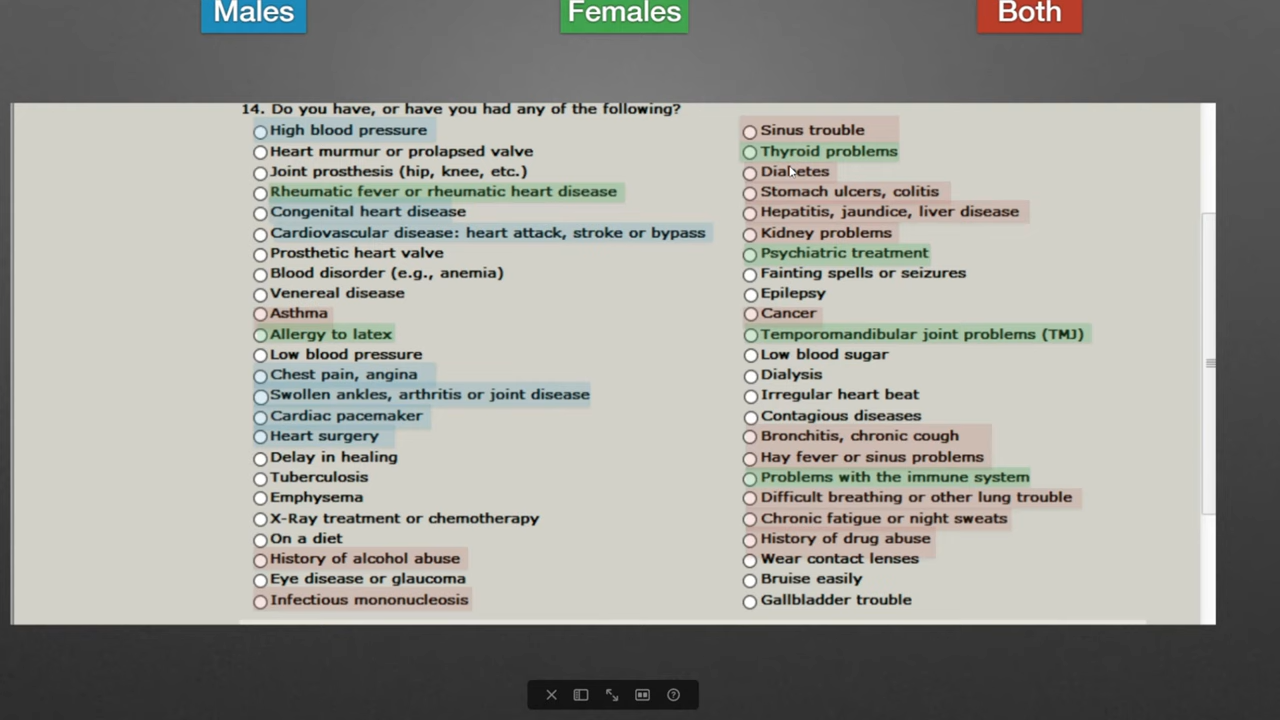 Males
Females
Both
14. Do you have, or have you had any of the following?
High blood pressure
Heart murmur or prolapsed valve
Joint prosthesis (hip, knee, etc.)
Rheumatic fever or rheumatic heart disease
Congenital heart disease
Cardiovascular disease: heart attack, stroke or bypass
Prosthetic heart valve
Blood disorder (e.g., anemia)
Venereal disease
Asthma
Allergy to latex
Low blood pressure
Chest pain, angina
Swollen ankles, arthritis or joint disease
Cardiac pacemaker
Heart surgery
Delay in healing
Tuberculosis
Emphysema
X-Ray treatment or chemotherapy
On a diet
History of alcohol abuse
Eye disease or glaucoma
Infectious mononucleosis
Sinus trouble
Thyroid problems
Diabetes
Stomach ulcers, colitis
Hepatitis, jaundice, liver disease
Kidney problems
Psychiatric treatment
Fainting spells or seizures
Epilepsy
Cancer
Temporomandibular joint problems (TMJ)
Low blood sugar
Dialysis
Irregular heart beat
Contagious diseases
Bronchitis, chronic cough
Hay fever or sinus problems
Problems with the immune system
Difficult breathing or other lung trouble
Chronic fatigue or night sweats
History of drug abuse
Wear contact lenses
Bruise easily
Gallbladder trouble